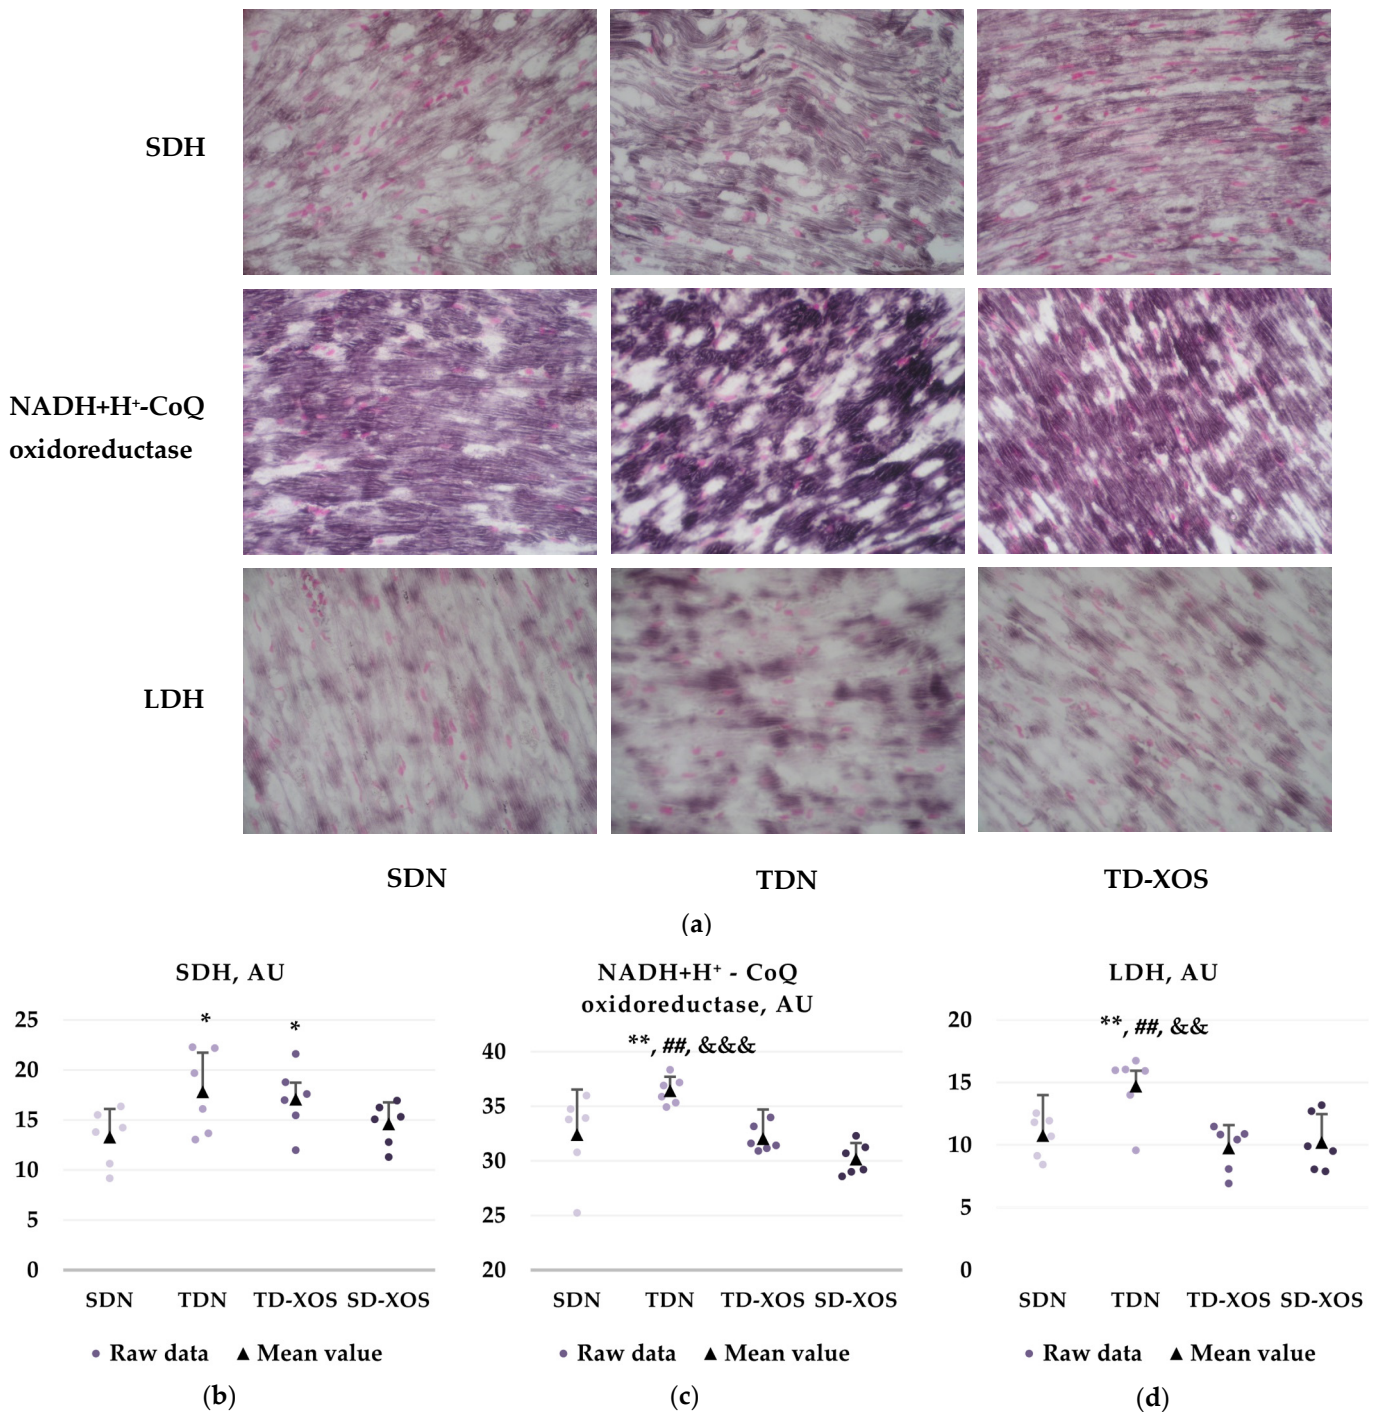 SDH
NADH+H⁺-CoQ
oxidoreductase
LDH
SDN TDN TD-XOS
(a)
SDH, AU
25
20
15
10
5
0
* *
SDN TDN TD-XOS SD-XOS
• Raw data ▲ Mean value
(b)
NADH+H⁺ - CoQ
oxidoreductase, AU
**, ##, &&&
40
35
30
25
20
SDN TDN TD-XOS SD-XOS
• Raw data ▲ Mean value
(c)
LDH, AU
20
**, ##, &&
15
10
5
0
SDN TDN TD-XOS SD-XOS
• Raw data ▲ Mean value
(d)